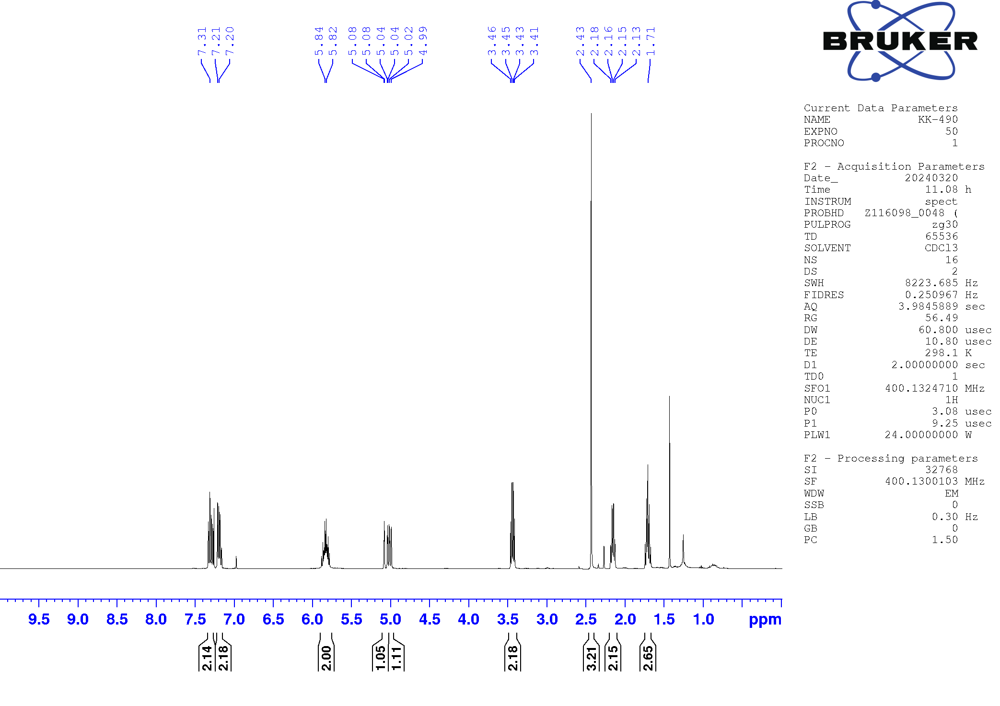 7.31
7.21
7.20
5.84
5.82
5.08
5.08
5.04
5.04
5.02
4.99
3.46
3.45
3.43
3.41
2.43
2.18
2.16
2.15
2.13
1.71
BRUKER
Current Data Parameters
NAME KK-490
EXPNO 50
PROCNO 1
F2 - Acquisition Parameters
Date_ 20240320
Time 11.08 h
INSTRUM spect
PROBHD Z116098_0048 (
PULPROG zg30
TD 65536
SOLVENT CDCl3
NS 16
DS 2
SWH 8223.685 Hz
FIDRES 0.250967 Hz
AQ 3.9845889 sec
RG 56.49
DW 60.800 usec
DE 10.80 usec
TE 298.1 K
D1 2.00000000 sec
TD0 1
SFO1 400.1324710 MHz
NUC1 1H
P0 3.08 usec
P1 9.25 usec
PLW1 24.00000000 W
F2 - Processing parameters
SI 32768
SF 400.1300103 MHz
WDW EM
SSB 0
LB 0.30 Hz
GB 0
PC 1.50
9.5 9.0 8.5 8.0 7.5 7.0 6.5 6.0 5.5 5.0 4.5 4.0 3.5 3.0 2.5 2.0 1.5 1.0 ppm
2.14
2.18
2.00
1.05
1.11
2.18
3.21
2.15
2.65